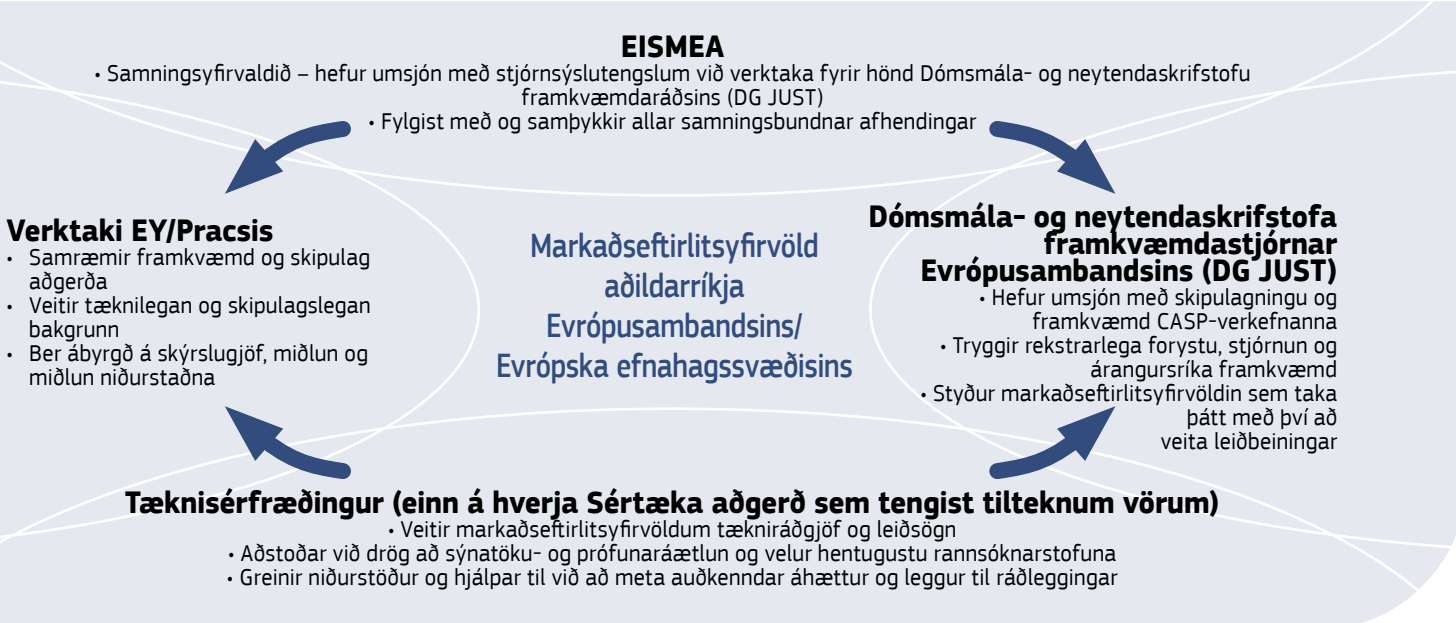 EISMEA
• Samningsyfirvaldið – hefur umsjón með stjórnsýslutengslum við verktaka fyrir hönd Dómsmála- og neytendaskrifstofu
framkvæmdaráðsins (DG JUST)
• Fylgist með og samþykkir allar samningsbundnar afhendingar
Verktaki EY/Pracsis
• Samræmir framkvæmd og skipulag
aðgerða
• Veitir tæknilegan og skipulagslegan
bakgrunn
• Ber ábyrgð á skýrslugjöf, miðlun og
miðlun niðurstaðna
Markaðseftirlitsyfirvöld
aðildarríkja
Evrópusambandsins/
Evrópska efnahagssvæðisins
Dómsmála- og neytendaskrifstofa
framkvæmdastjórnar
Evrópusambandsins (DG JUST)
• Hefur umsjón með skipulagningu og
framkvæmd CASP-verkefnanna
• Tryggir rekstrarlega forystu, stjórnun og
árangursríka framkvæmd
• Styður markaðseftirlitsyfirvöldin sem taka
þátt með því að
veita leiðbeiningar
Tæknisérfræðingur (einn á hverja Sértæka aðgerð sem tengist tilteknum vörum)
• Veitir markaðseftirlitsyfirvöldum tækniráðgjöf og leiðsögn
• Aðstoðar við drög að sýnatöku- og prófunaráætlun og velur hentugustu rannsóknarstofuna
• Greinir niðurstöður og hjálpar til við að meta auðkenndar áhættur og leggur til ráðleggingar